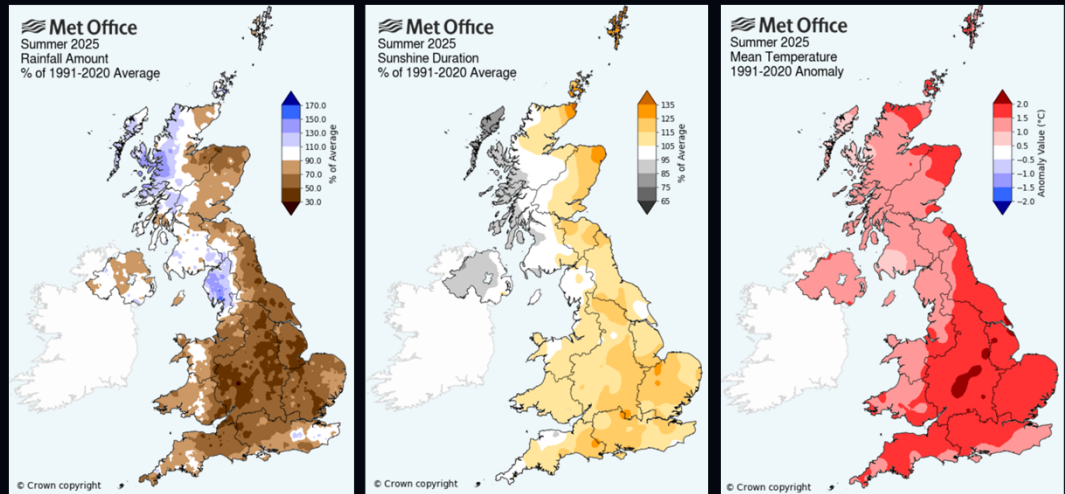 Met Office
Summer 2025
Rainfall Amount
% of 1991-2020 Average
170.0
150.0
130.0
110.0
90.0
70.0
50.0
30.0
% of Average
© Crown copyright
Met Office
Summer 2025
Sunshine Duration
% of 1991-2020 Average
135
125
115
105
95
85
75
65
% of Average
© Crown copyright
Met Office
Summer 2025
Mean Temperature
1991-2020 Anomaly
2.0
1.5
1.0
0.5
−0.5
−1.0
−1.5
−2.0
Anomaly Value (°C)
© Crown copyright